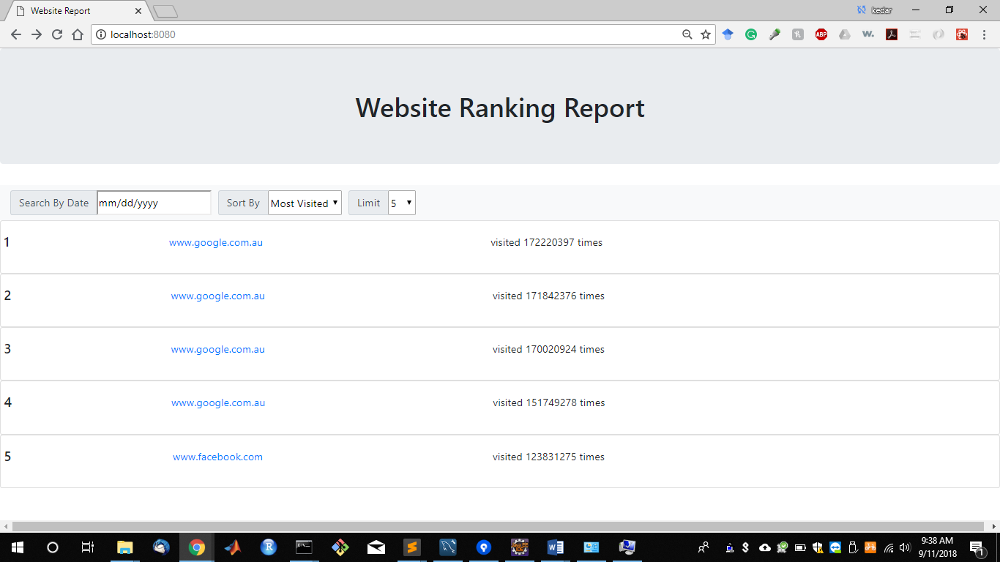 Website Report
kedar
localhost:8080
ABP
W.
Website Ranking Report
Search By Date mm/dd/yyyy Sort By Most Visited Limit 5
1 www.google.com.au visited 172220397 times
2 www.google.com.au visited 171842376 times
3 www.google.com.au visited 170020924 times
4 www.google.com.au visited 151749278 times
5 www.facebook.com visited 123831275 times
9:38 AM
9/11/2018
1